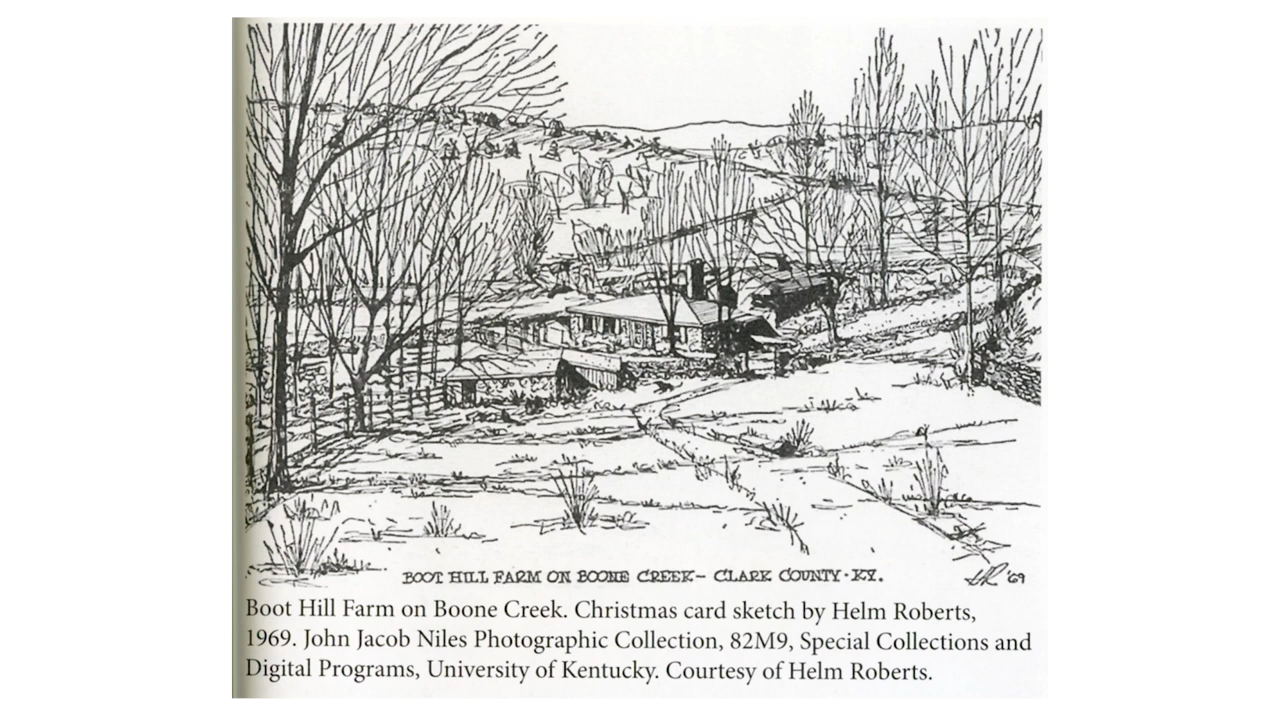 BOOT HILL FARM ON BOONE CREEK – CLARK COUNTY · KY.
HR '69
Boot Hill Farm on Boone Creek. Christmas card sketch by Helm Roberts,
1969. John Jacob Niles Photographic Collection, 82M9, Special Collections and
Digital Programs, University of Kentucky. Courtesy of Helm Roberts.